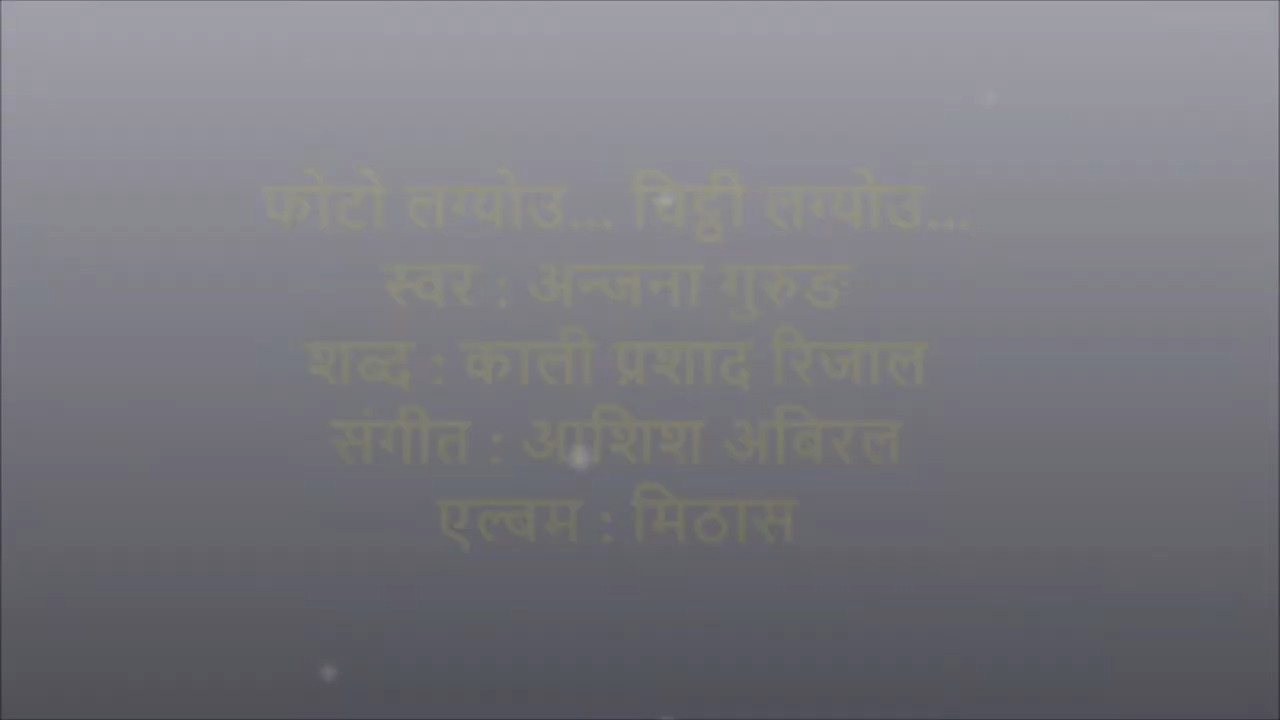 फोटो लग्योउ... चिठ्ठी लग्योउ...
स्वर : अन्जना गुरुङ
शब्द : काली प्रशाद रिजाल
संगीत : आशिश अबिरल
एल्बम : मिठास